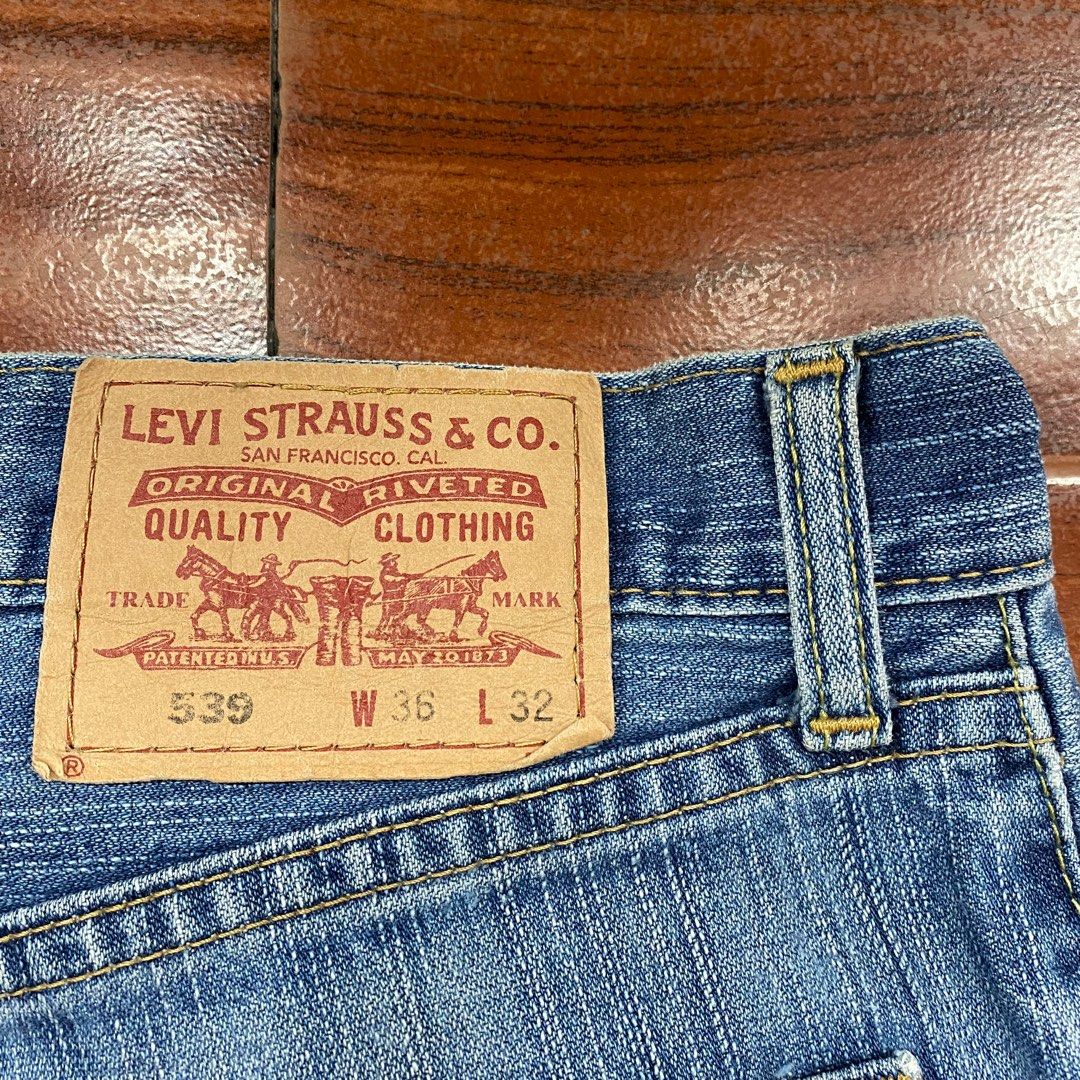 LEVI STRAUSS & CO.
SAN FRANCISCO. CAL.
ORIGINAL RIVETED
QUALITY CLOTHING
TRADE MARK
PATENTED IN U.S. MAY 20 1873
539 W 36 L 32
®